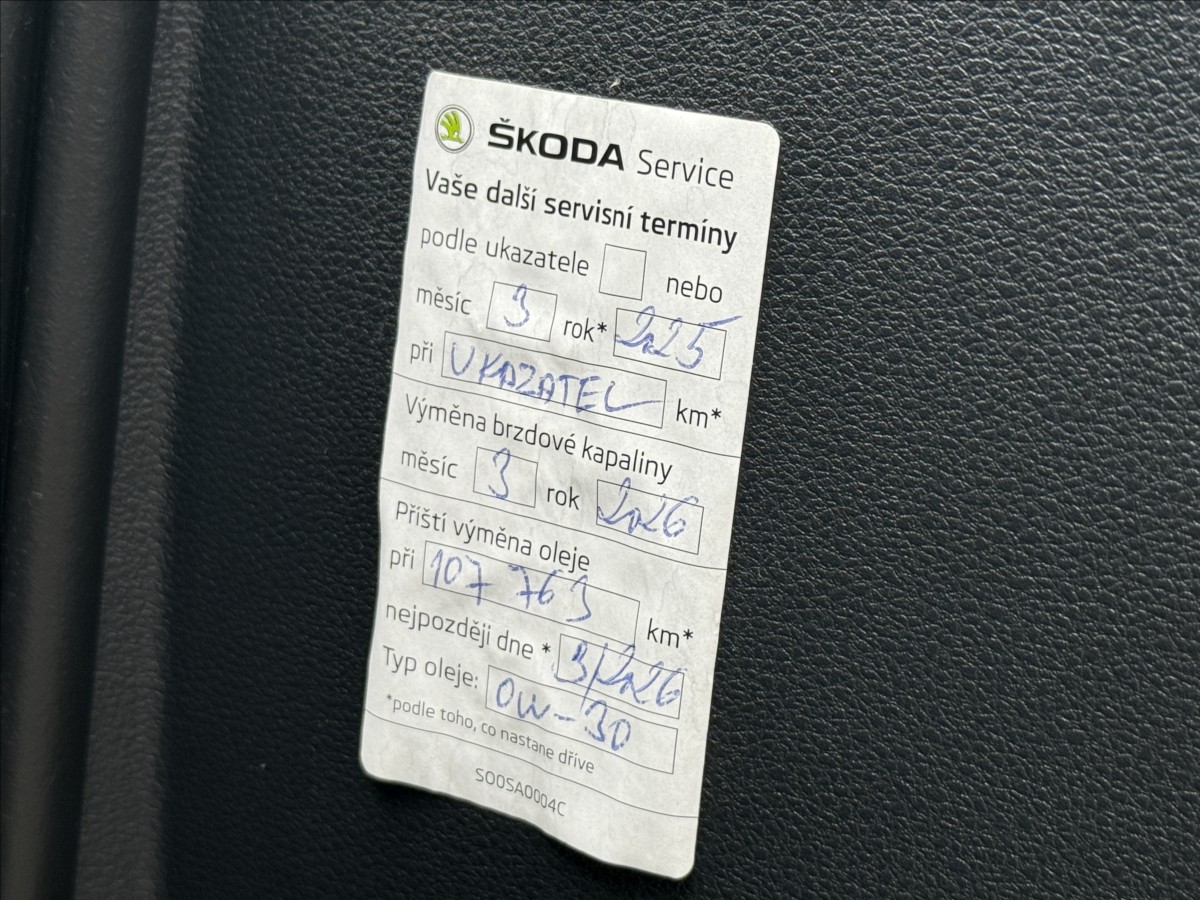 ŠKODA Service
Vaše další servisní termíny
podle ukazatele nebo
měsíc 3 rok* 2025
při UKAZATEL km*
Výměna brzdové kapaliny
měsíc 3 rok 2026
Příští výměna oleje
při 107 763 km*
nejpozději dne * 3/2026
Typ oleje: 0W-30
*podle toho, co nastane dříve
S00SA0004C